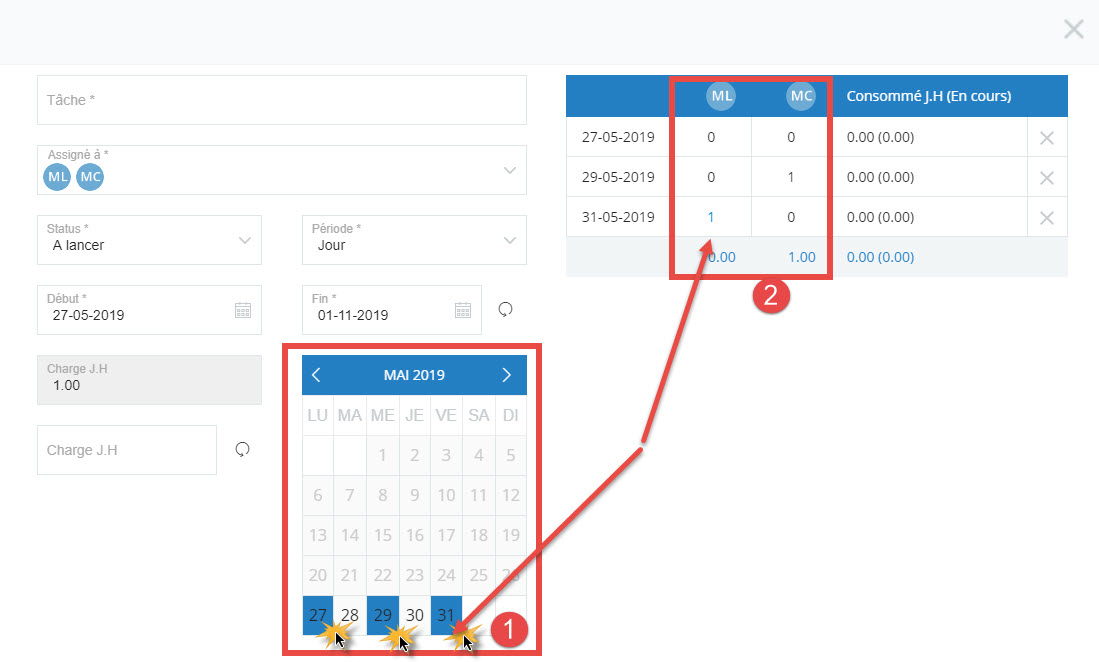 Tâche *
Assigné à *
ML MC
Status *
A lancer
Période *
Jour
Début *
27-05-2019
Fin *
01-11-2019
Charge J.H
1.00
Charge J.H
MAI 2019
LU MA ME JE VE SA DI
1 2 3 4 5
6 7 8 9 10 11 12
13 14 15 16 17 18 19
20 21 22 23 24 25 26
27 28 29 30 31
1
ML MC Consommé J.H (En cours)
27-05-2019 0 0 0.00 (0.00)
29-05-2019 0 1 0.00 (0.00)
31-05-2019 1 0 0.00 (0.00)
0.00 1.00 0.00 (0.00)
2